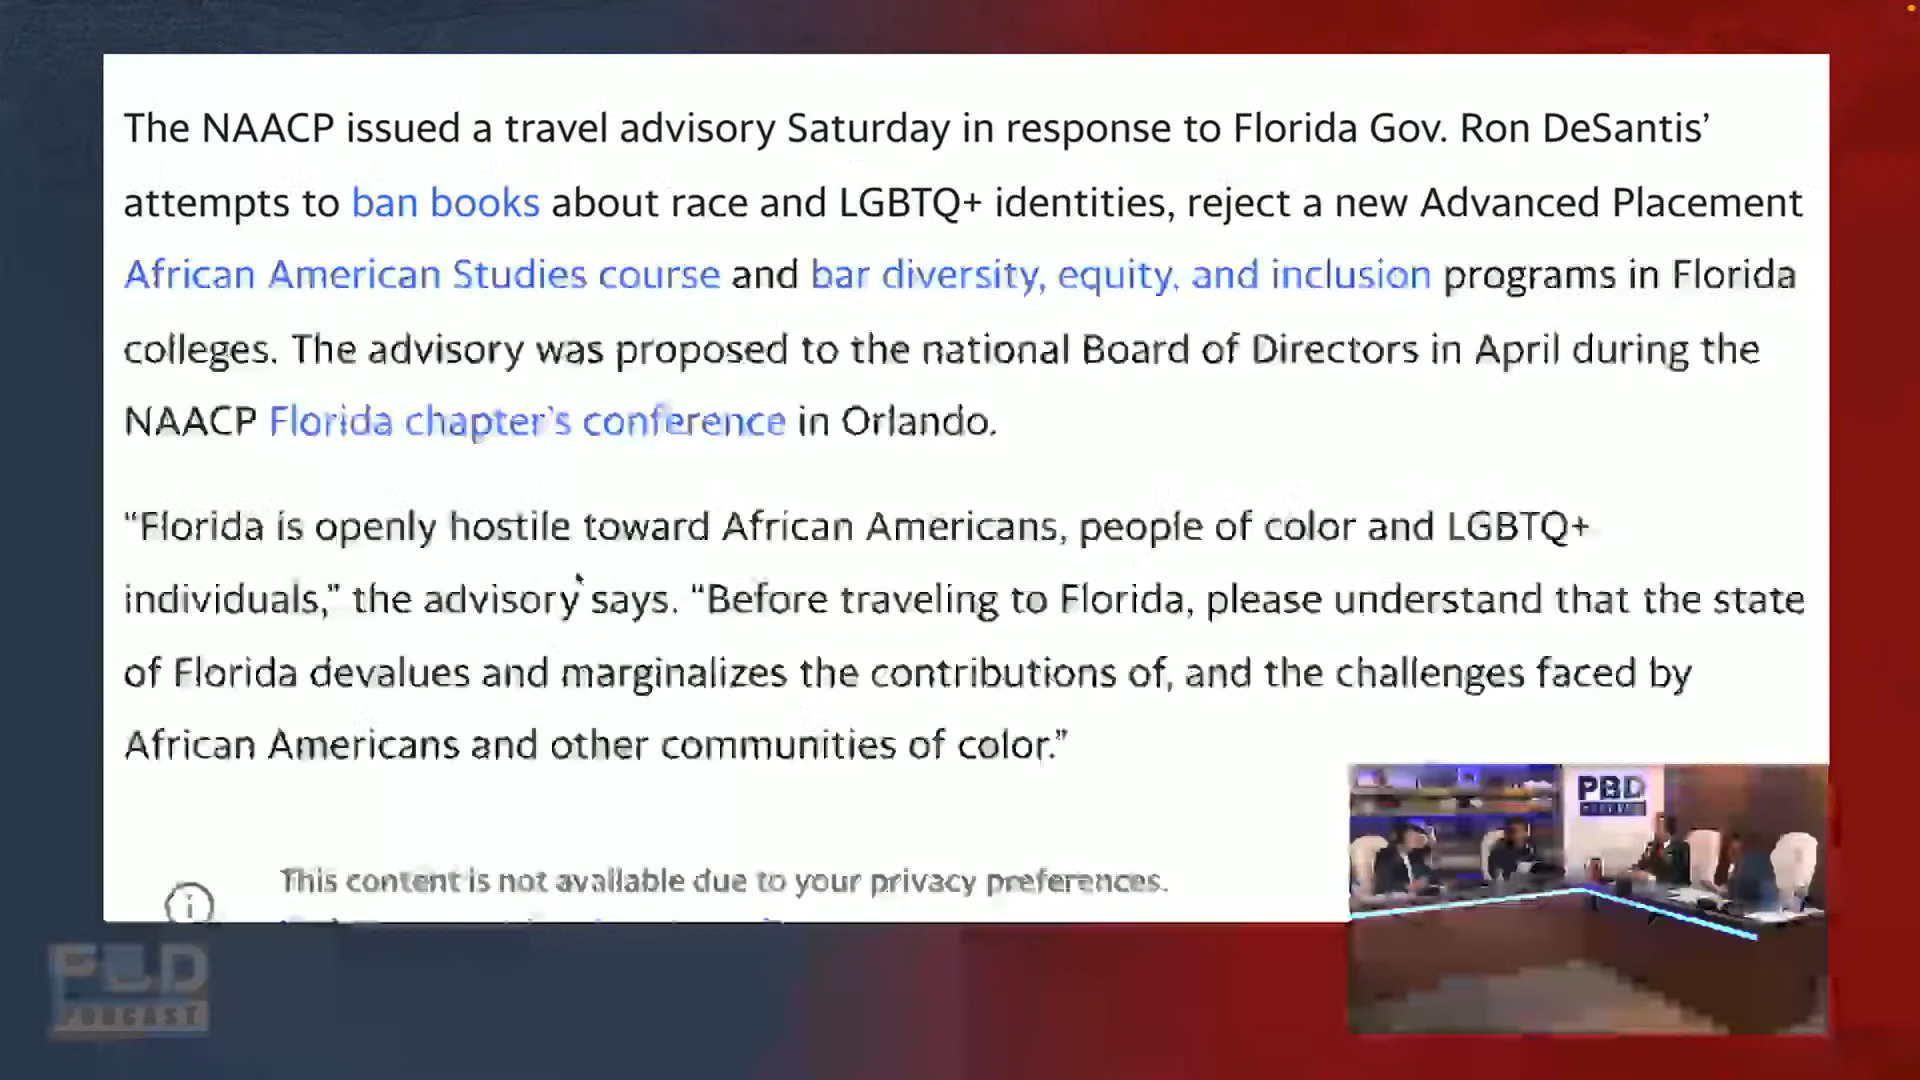 The NAACP issued a travel advisory Saturday in response to Florida Gov. Ron DeSantis’
attempts to ban books about race and LGBTQ+ identities, reject a new Advanced Placement
African American Studies course and bar diversity, equity, and inclusion programs in Florida
colleges. The advisory was proposed to the national Board of Directors in April during the
NAACP Florida chapter’s conference in Orlando.
“Florida is openly hostile toward African Americans, people of color and LGBTQ+
individuals,” the advisory says. “Before traveling to Florida, please understand that the state
of Florida devalues and marginalizes the contributions of, and the challenges faced by
African Americans and other communities of color.”
This content is not available due to your privacy preferences.
PBD
PBD
PODCAST